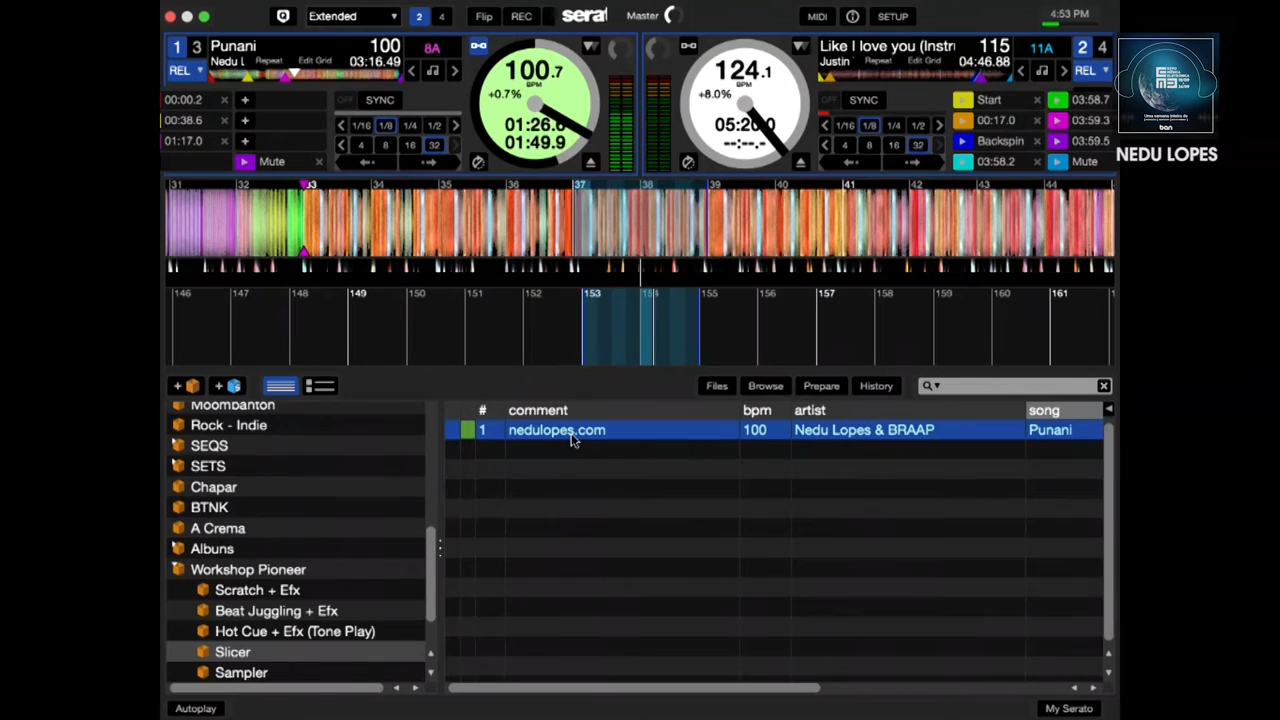 Extended
2 4
Flip REC
serato
Master
MIDI
SETUP
4:53 PM
1 3
Punani
100
8A
Nedu L
Repeat Edit Grid
03:16.49
REL
100.7
BPM
+0.7%
01:49.9
124.1
BPM
+8.0%
--:--.-
Like I love you (Instr
115
11A
2 4
Justin
Repeat Edit Grid
04:46.88
REL
00:00.2
00:38.6
01:17.0
Mute
OFF SYNC
1/16 1/8 1/4 1/2
4 8 16 32
SYNC
1/16 1/8 1/4 1/2
4 8 16 32
Start 03:58.7
00:17.0 03:59.3
Backspin 03:59.5
03:58.2 Mute
ban
NEDU LOPES
31 32 33 34 35 36 37 38 39 40 41 42 43 44
146 147 148 149 150 151 152 153 154 155 156 157 158 159 160 161
Files Browse Prepare History
Moombahton
Rock - Indie
SEQS
SETS
Chapar
BTNK
A Crema
Albuns
Workshop Pioneer
Scratch + Efx
Beat Juggling + Efx
Hot Cue + Efx (Tone Play)
Slicer
Sampler
# comment bpm artist song
1 nedulopes.com 100 Nedu Lopes & BRAAP Punani
Autoplay
My Serato